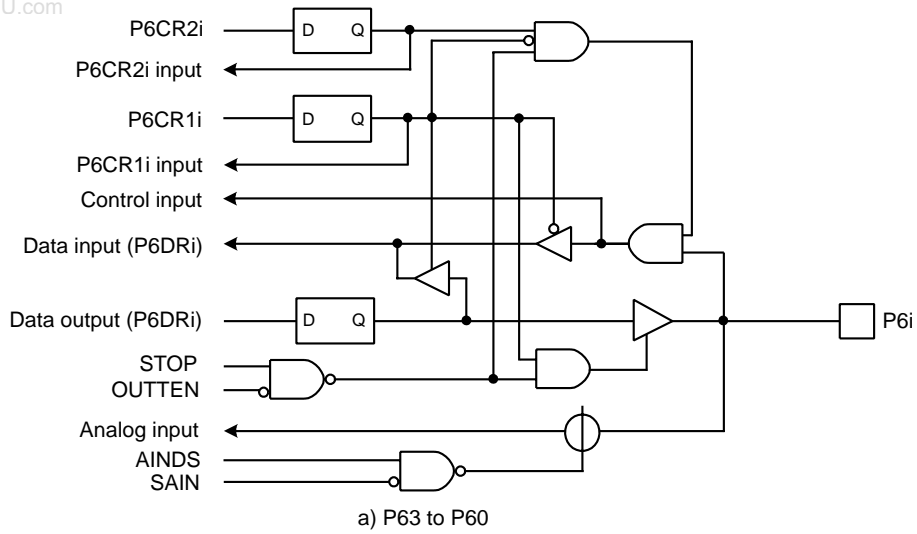 U.com
P6CR2i
D Q
P6CR2i input
P6CR1i
D Q
P6CR1i input
Control input
Data input (P6DRi)
Data output (P6DRi)
D Q
P6i
STOP
OUTTEN
Analog input
AINDS
SAIN
a) P63 to P60